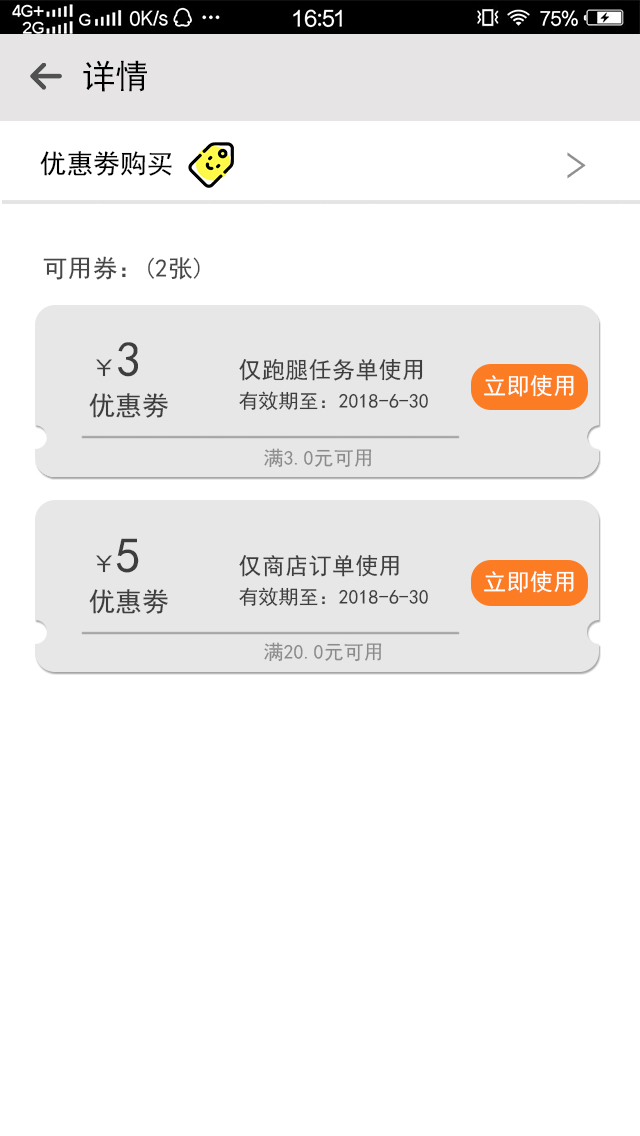 4G+ 2G G 0K/s ··· 16:51 75%
详情
优惠劵购买
可用券：(2张)
¥3
优惠劵
仅跑腿任务单使用
有效期至：2018-6-30
立即使用
满3.0元可用
¥5
优惠劵
仅商店订单使用
有效期至：2018-6-30
立即使用
满20.0元可用